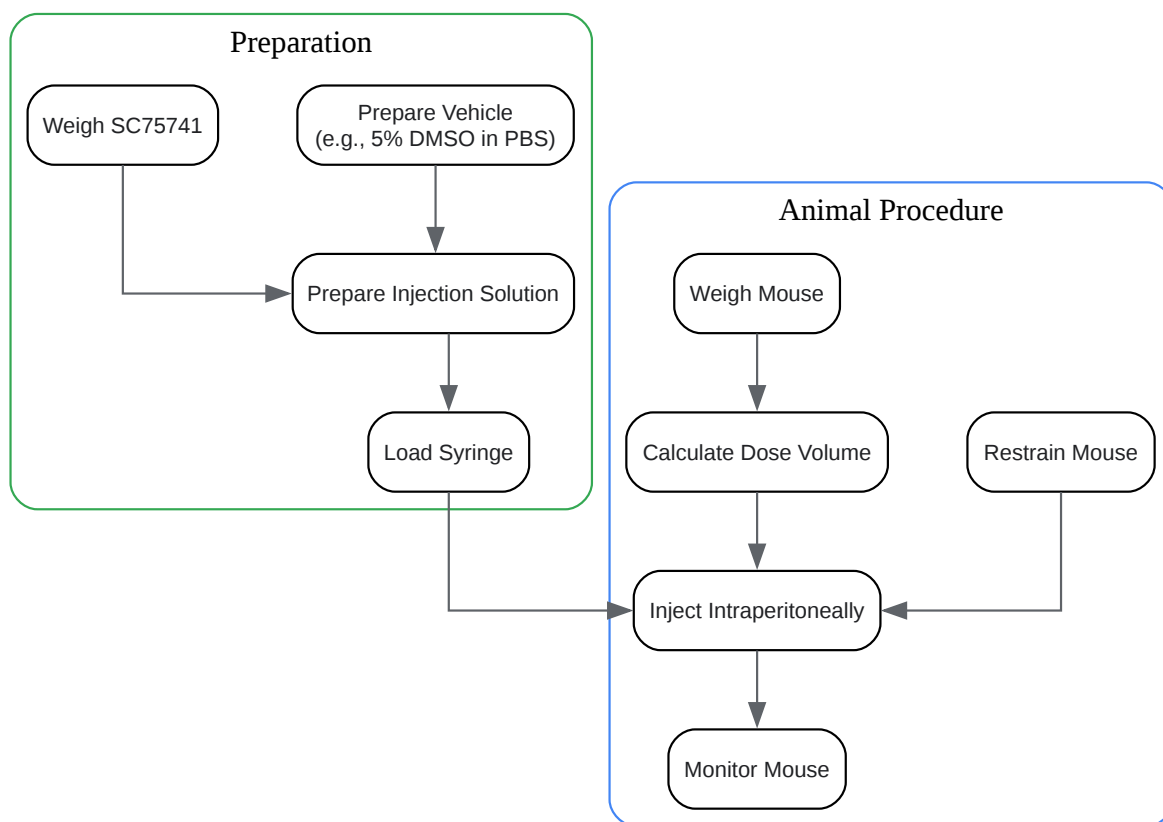 Preparation
Weigh SC75741
Prepare Vehicle
(e.g., 5% DMSO in PBS)
Prepare Injection Solution
Load Syringe
Animal Procedure
Weigh Mouse
Calculate Dose Volume
Restrain Mouse
Inject Intraperitoneally
Monitor Mouse